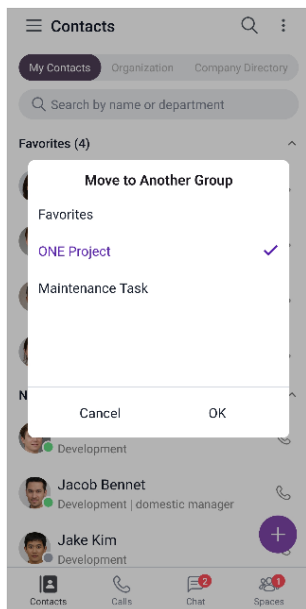 Contacts
My Contacts
Organization
Company Directory
Search by name or department
Favorites (4)
Move to Another Group
Favorites
ONE Project
Maintenance Task
Cancel
OK
N
Development
Jacob Bennet
Development | domestic manager
Jake Kim
Development
2
1
Contacts
Calls
Chat
Spaces